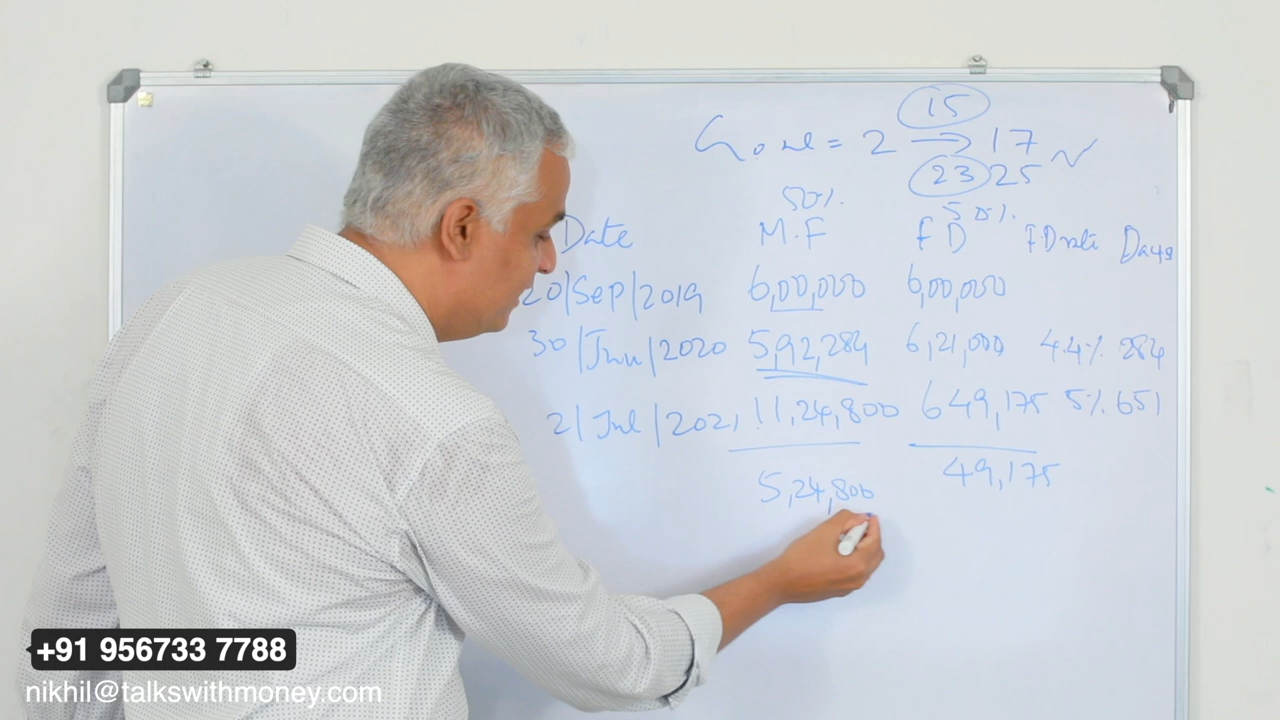 15
Goal = 2 → 17
23 25
50%. 50%.
Date M.F FD FD rate Days
20/Sep/2019 6,00,000 6,00,000
30/Jun/2020 5,92,284 6,21,000 4.4% 284
2/Jul/2021 11,24,800 649,175 5% 651
5,24,800 49,175
+91 956733 7788
nikhil@talkswithmoney.com